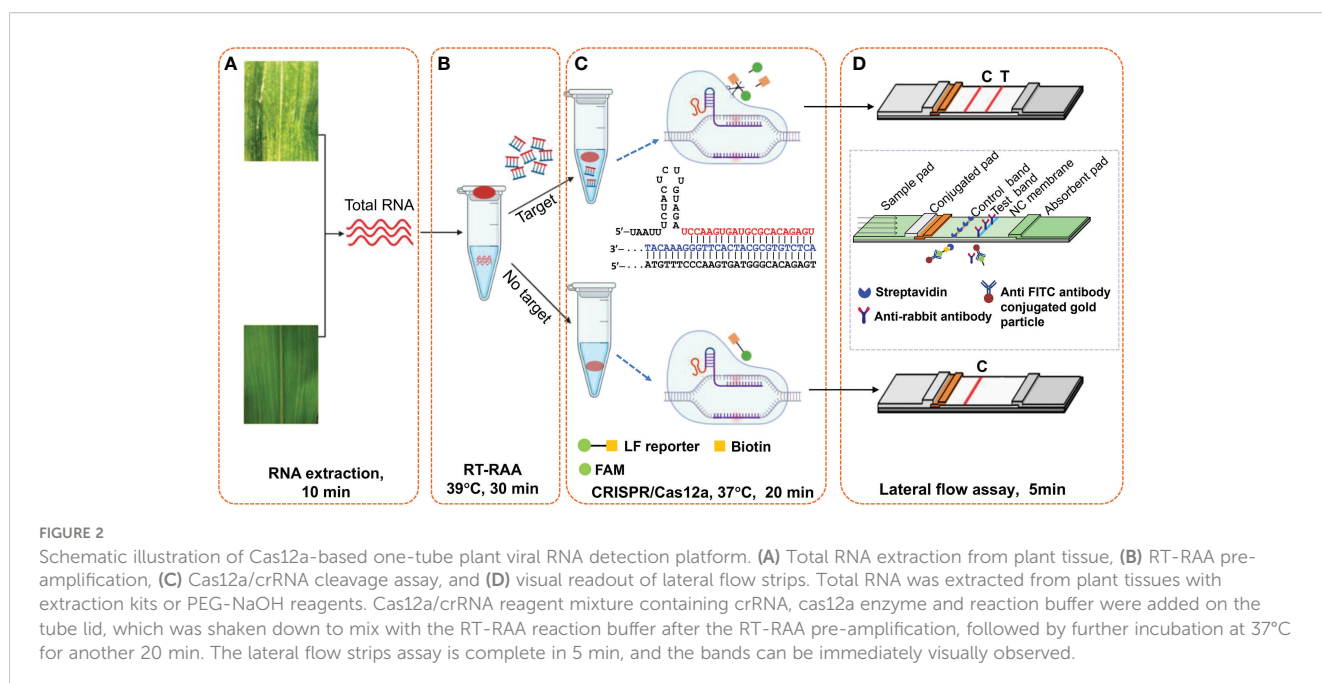 A
B
C
D
Total RNA
Target
No target
C U
U U
C G
U U
A A
U G
C A
U A
5'–UAAUU UCCAAGUGAUGCGCACAGAGU
3'–....TACAAAGGGTTCACTACGCGTGTCTCA
5'–....ATGTTTCCCAAGTGATGGGCACAGAGT
C T
Sample pad
Conjugated pad
Control band
Test band
NC membrane
Absorbent pad
Streptavidin
Anti-rabbit antibody
Anti FITC antibody
conjugated gold
particle
C
LF reporter
Biotin
FAM
RNA extraction,
10 min
RT-RAA
39°C, 30 min
CRISPR/Cas12a, 37°C, 20 min
Lateral flow assay, 5min
FIGURE 2
Schematic illustration of Cas12a-based one-tube plant viral RNA detection platform. (A) Total RNA extraction from plant tissue, (B) RT-RAA pre-
amplification, (C) Cas12a/crRNA cleavage assay, and (D) visual readout of lateral flow strips. Total RNA was extracted from plant tissues with
extraction kits or PEG-NaOH reagents. Cas12a/crRNA reagent mixture containing crRNA, cas12a enzyme and reaction buffer were added on the
tube lid, which was shaken down to mix with the RT-RAA reaction buffer after the RT-RAA pre-amplification, followed by further incubation at 37°C
for another 20 min. The lateral flow strips assay is complete in 5 min, and the bands can be immediately visually observed.